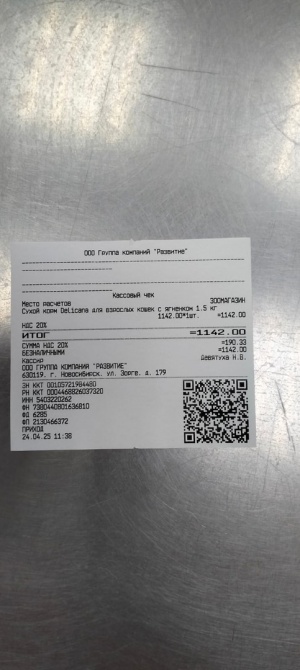 ООО Группа компаний "Развитие"
Кассовый чек
Место расчетов ЗООМАГАЗИН
Сухой корм Delicana для взрослых кошек с ягненком 1.5 кг
1142.00*1шт. =1142.00
НДС 20%
ИТОГ =1142.00
СУММА НДС 20% =190.33
БЕЗНАЛИЧНЫМИ =1142.00
Кассир Девятуха Н.В.
ООО ГРУППА КОМПАНИЙ "РАЗВИТИЕ"
630119. г. Новосибирск. ул. Зорге. д. 179
ЗН ККТ 00105721984480
РН ККТ 0004468826037320
ИНН 5403220262
ФН 7380440801636810
ФД 6285
ФП 2130466372
ПРИХОД
24.04.25 11:38